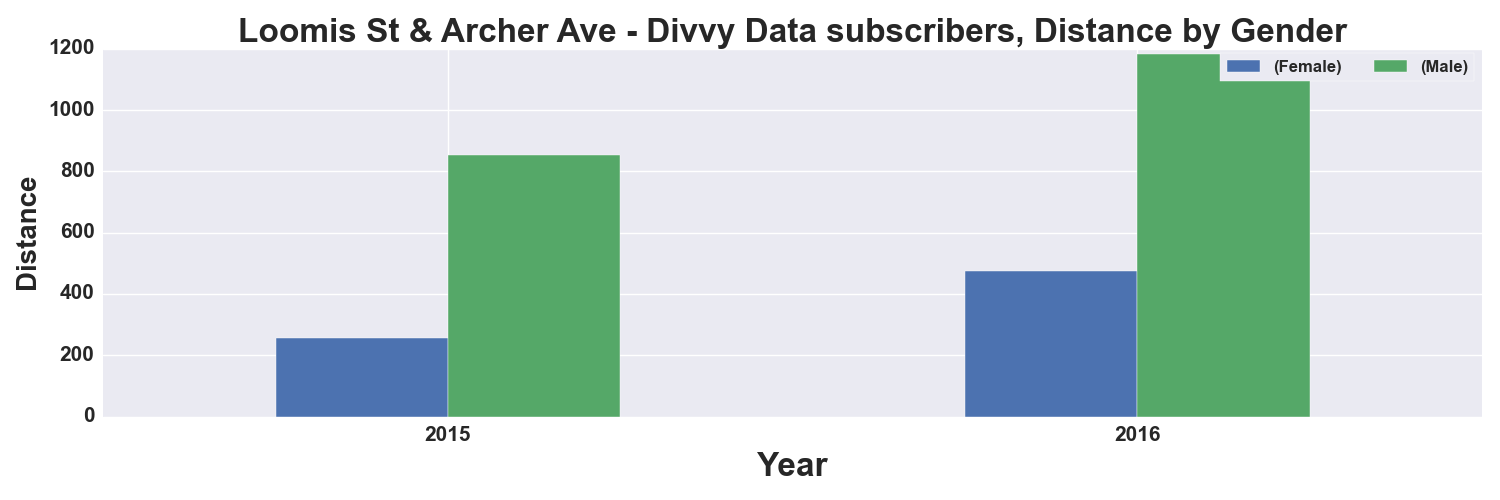 Loomis St & Archer Ave - Divvy Data subscribers, Distance by Gender
1200
1000
800
600
400
200
0
Distance
(Female) (Male)
2015 2016
Year